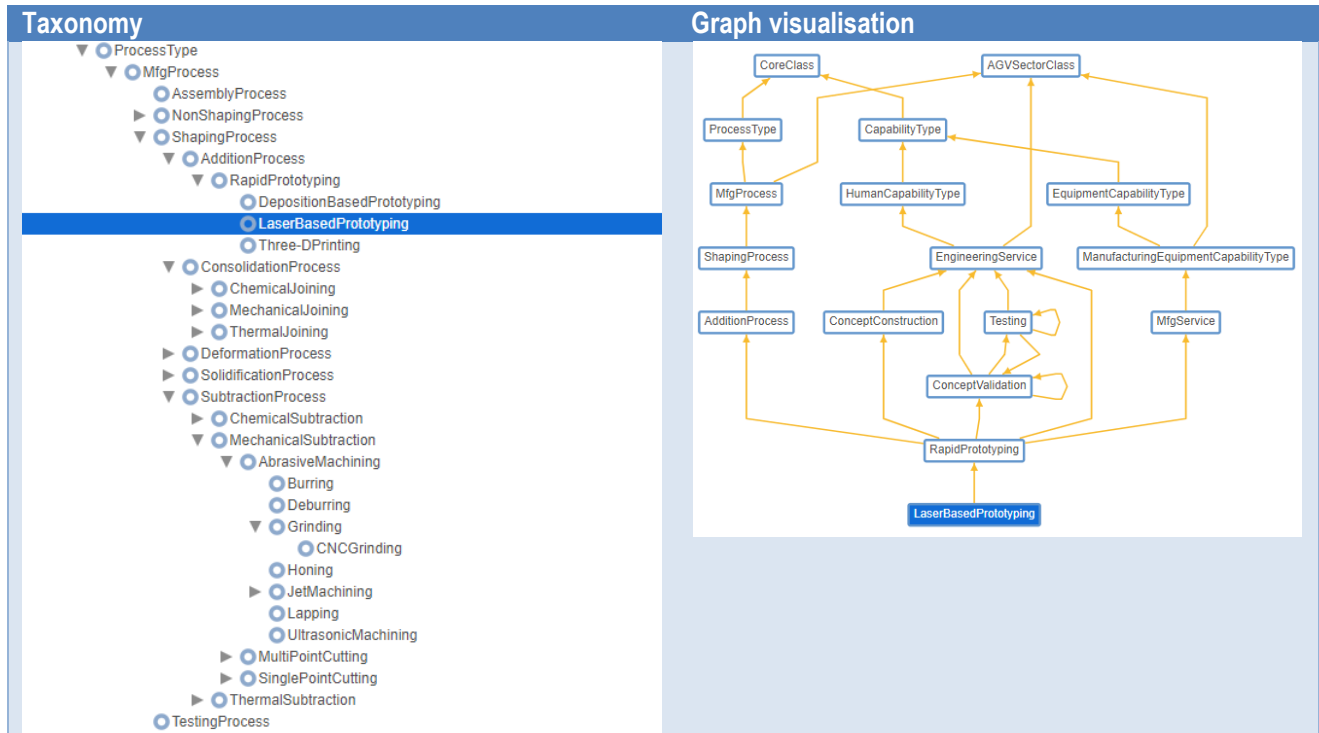 Taxonomy
ProcessType
MfgProcess
AssemblyProcess
NonShapingProcess
ShapingProcess
AdditionProcess
RapidPrototyping
DepositionBasedPrototyping
LaserBasedPrototyping
Three-DPrinting
ConsolidationProcess
ChemicalJoining
MechanicalJoining
ThermalJoining
DeformationProcess
SolidificationProcess
SubtractionProcess
ChemicalSubtraction
MechanicalSubtraction
AbrasiveMachining
Burring
Deburring
Grinding
CNCGrinding
Honing
JetMachining
Lapping
UltrasonicMachining
MultiPointCutting
SinglePointCutting
ThermalSubtraction
TestingProcess
Graph visualisation
CoreClass AGVSectorClass
ProcessType CapabilityType
MfgProcess HumanCapabilityType EquipmentCapabilityType
ShapingProcess EngineeringService ManufacturingEquipmentCapabilityType
AdditionProcess ConceptConstruction Testing MfgService
ConceptValidation
RapidPrototyping
LaserBasedPrototyping